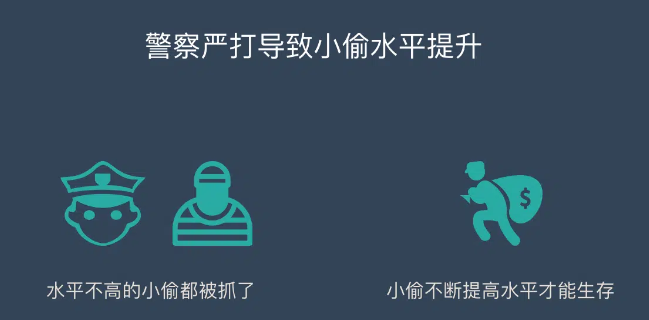 警察严打导致小偷水平提升
$
水平不高的小偷都被抓了
小偷不断提高水平才能生存